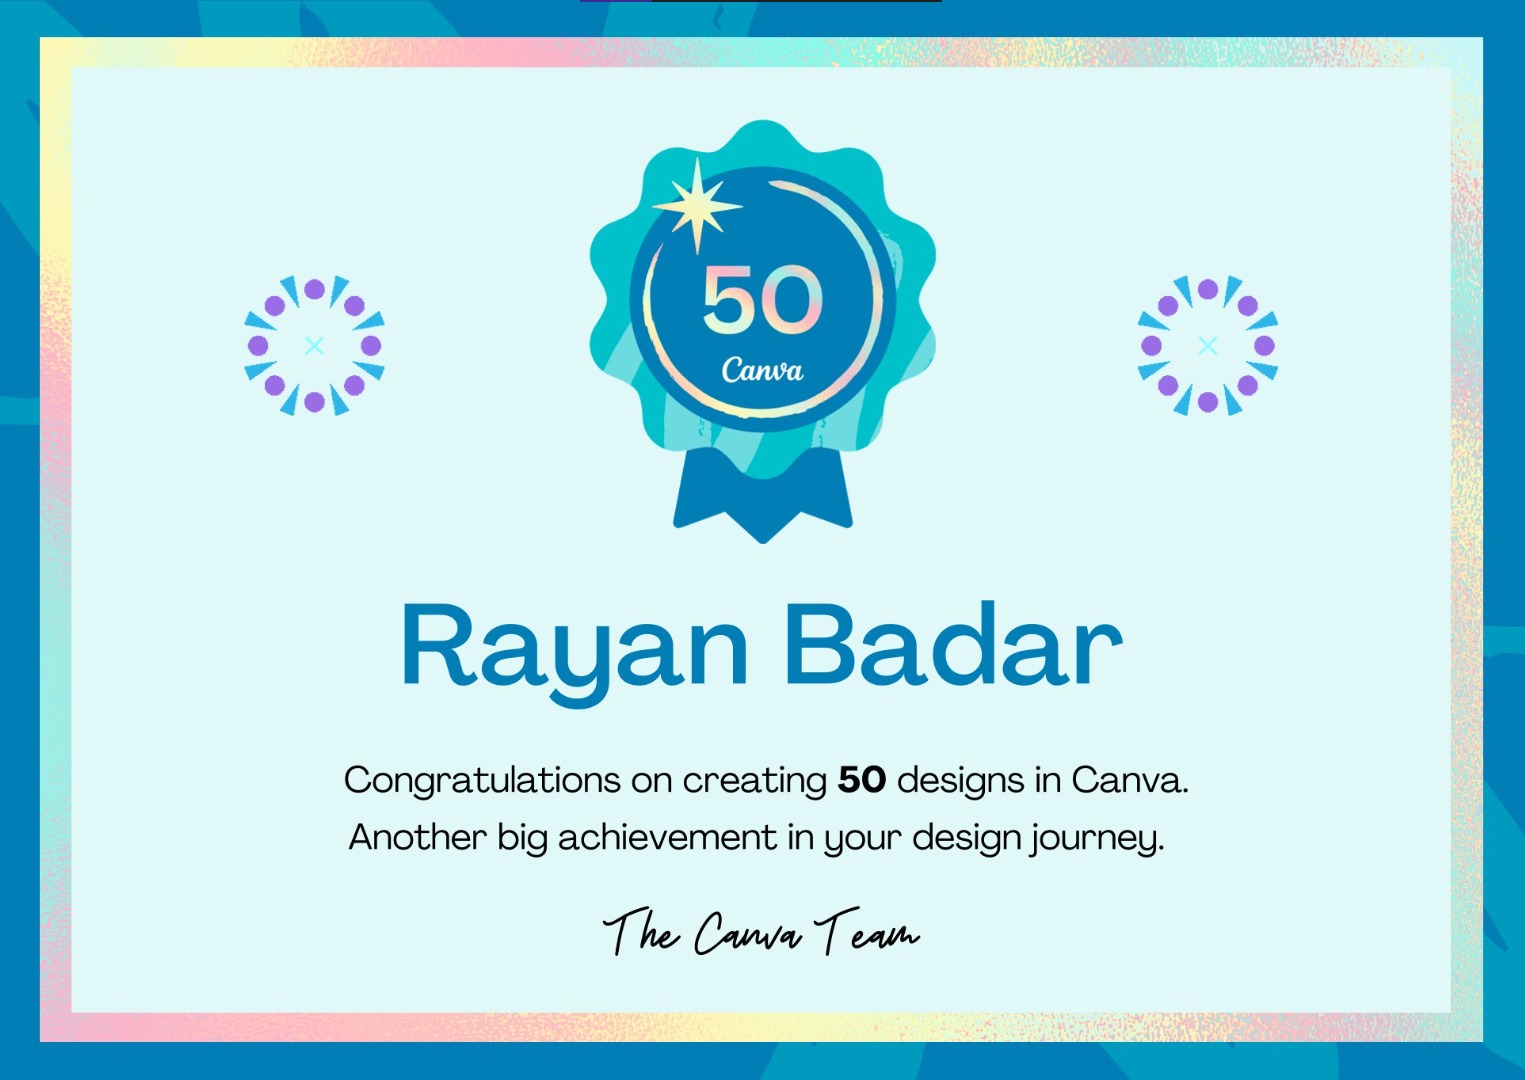 50
Canva
Rayan Badar
Congratulations on creating 50 designs in Canva.
Another big achievement in your design journey.
The Canva Team